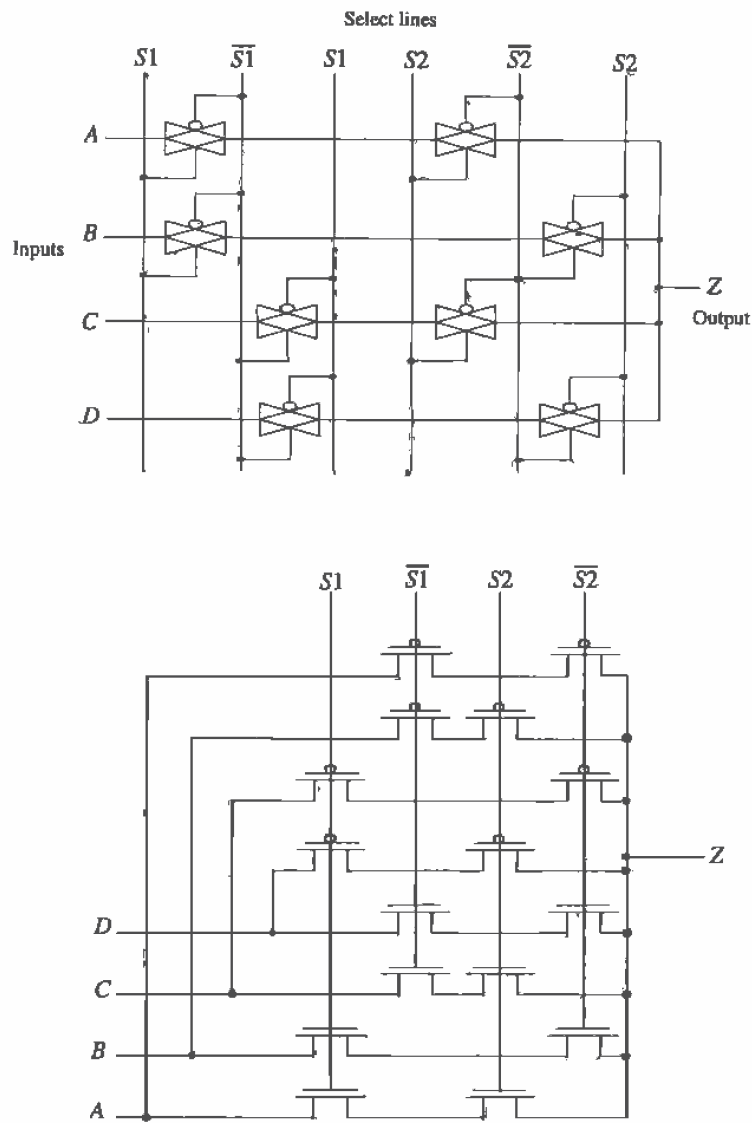 Select lines
S1 S̅1̅ S1 S2 S̅2̅ S2
A
B
Inputs
Z
C
Output
D
S1 S̅1̅ S2 S̅2̅
Z
D
C
B
A